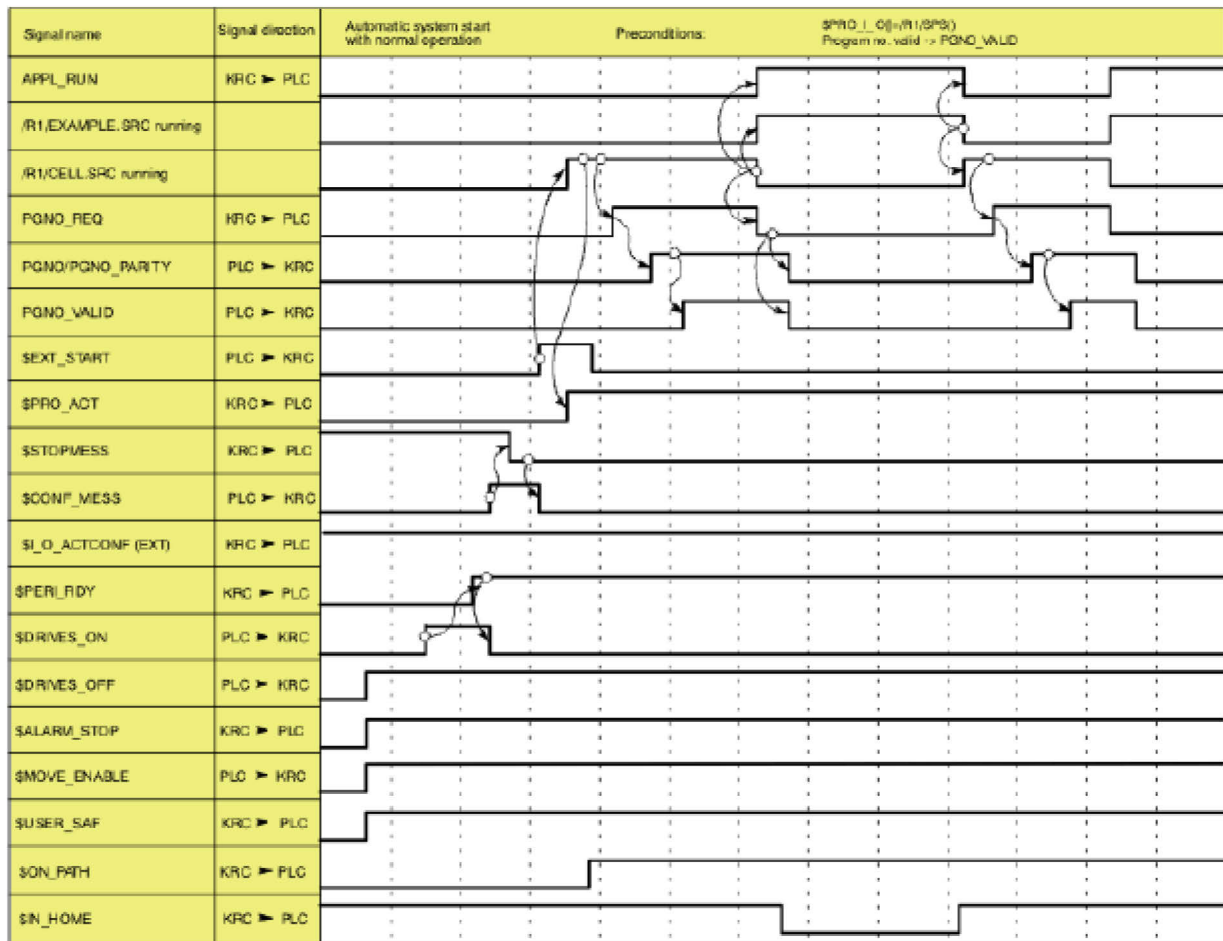 Signal name Signal direction Automatic system start Preconditions: $PRO_I_O[]=/R1/SPS()
with normal operation Program no. valid -> PGNO_VALID
APPL_RUN KRC ► PLC
/R1/EXAMPLE.SRC running
/R1/CELL.SRC running
PGNO_REQ KRC ► PLC
PGNO/PGNO_PARITY PLC ► KRC
PGNO_VALID PLC ► KRC
$EXT_START PLC ► KRC
$PRO_ACT KRC ► PLC
$STOPMESS KRC ► PLC
$CONF_MESS PLC ► KRC
$I_O_ACTCONF (EXT) KRC ► PLC
$PERI_RDY KRC ► PLC
$DRIVES_ON PLC ► KRC
$DRIVES_OFF PLC ► KRC
$ALARM_STOP KRC ► PLC
$MOVE_ENABLE PLC ► KRC
$USER_SAF KRC ► PLC
$ON_PATH KRC ► PLC
$IN_HOME KRC ► PLC